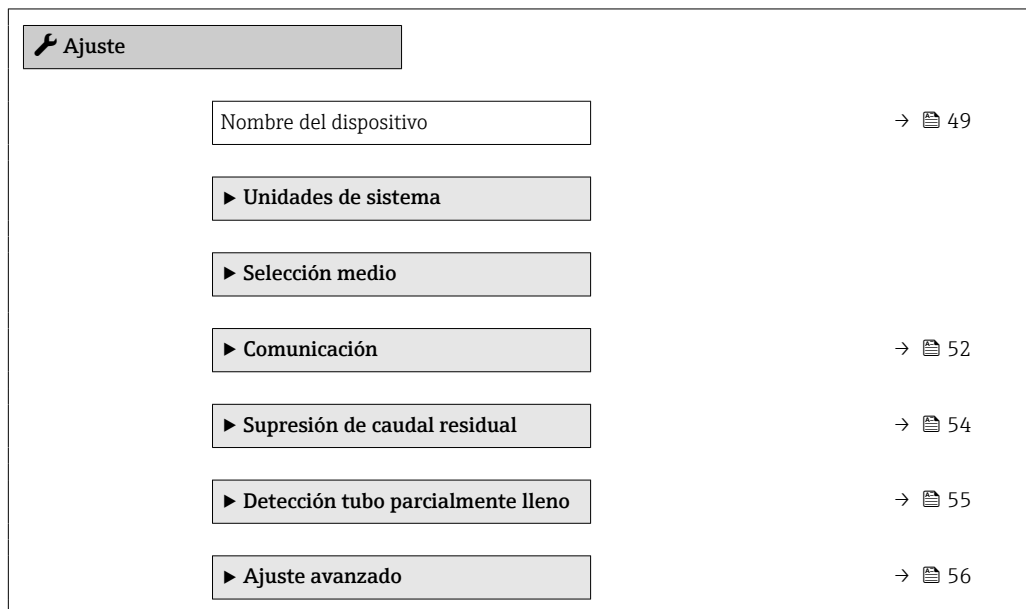 Ajuste
Nombre del dispositivo → 49
▶ Unidades de sistema
▶ Selección medio
▶ Comunicación → 52
▶ Supresión de caudal residual → 54
▶ Detección tubo parcialmente lleno → 55
▶ Ajuste avanzado → 56